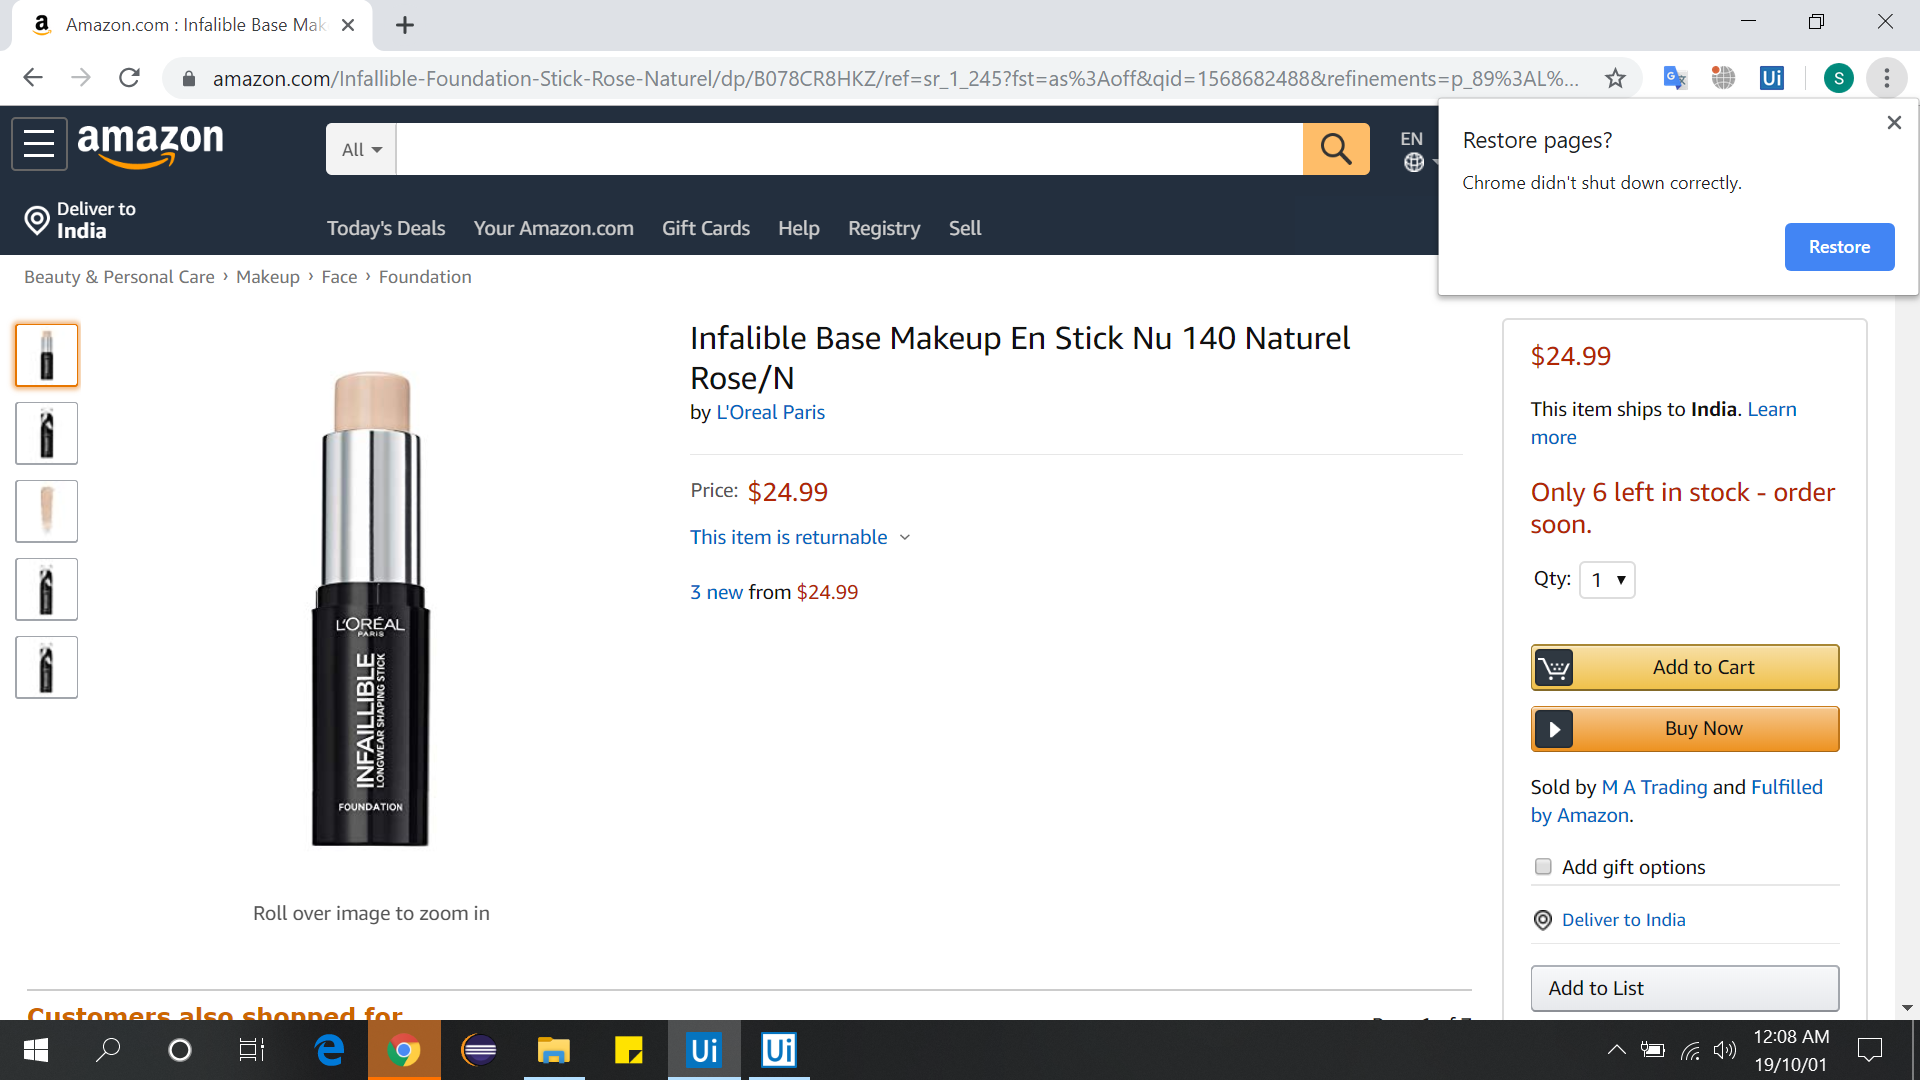 Amazon.com : Infalible Base Mak
amazon.com/Infallible-Foundation-Stick-Rose-Naturel/dp/B078CR8HKZ/ref=sr_1_245?fst=as%3Aoff&qid=1568682488&refinements=p_89%3AL%...
Ui
S
Restore pages?
Chrome didn't shut down correctly.
Restore
amazon
All
EN
Deliver to
India
Today's Deals Your Amazon.com Gift Cards Help Registry Sell
Beauty & Personal Care › Makeup › Face › Foundation
Infalible Base Makeup En Stick Nu 140 Naturel
Rose/N
by L'Oreal Paris
Price: $24.99
This item is returnable
3 new from $24.99
L'ORÉAL
PARIS
INFAILLIBLE
LONGWEAR SHAPING STICK
FOUNDATION
Roll over image to zoom in
$24.99
This item ships to India. Learn
more
Only 6 left in stock - order
soon.
Qty: 1
Add to Cart
Buy Now
Sold by M A Trading and Fulfilled
by Amazon.
Add gift options
Deliver to India
Add to List
Customers also shopped for
Page 1 of 7
Ui
Ui
12:08 AM
19/10/01